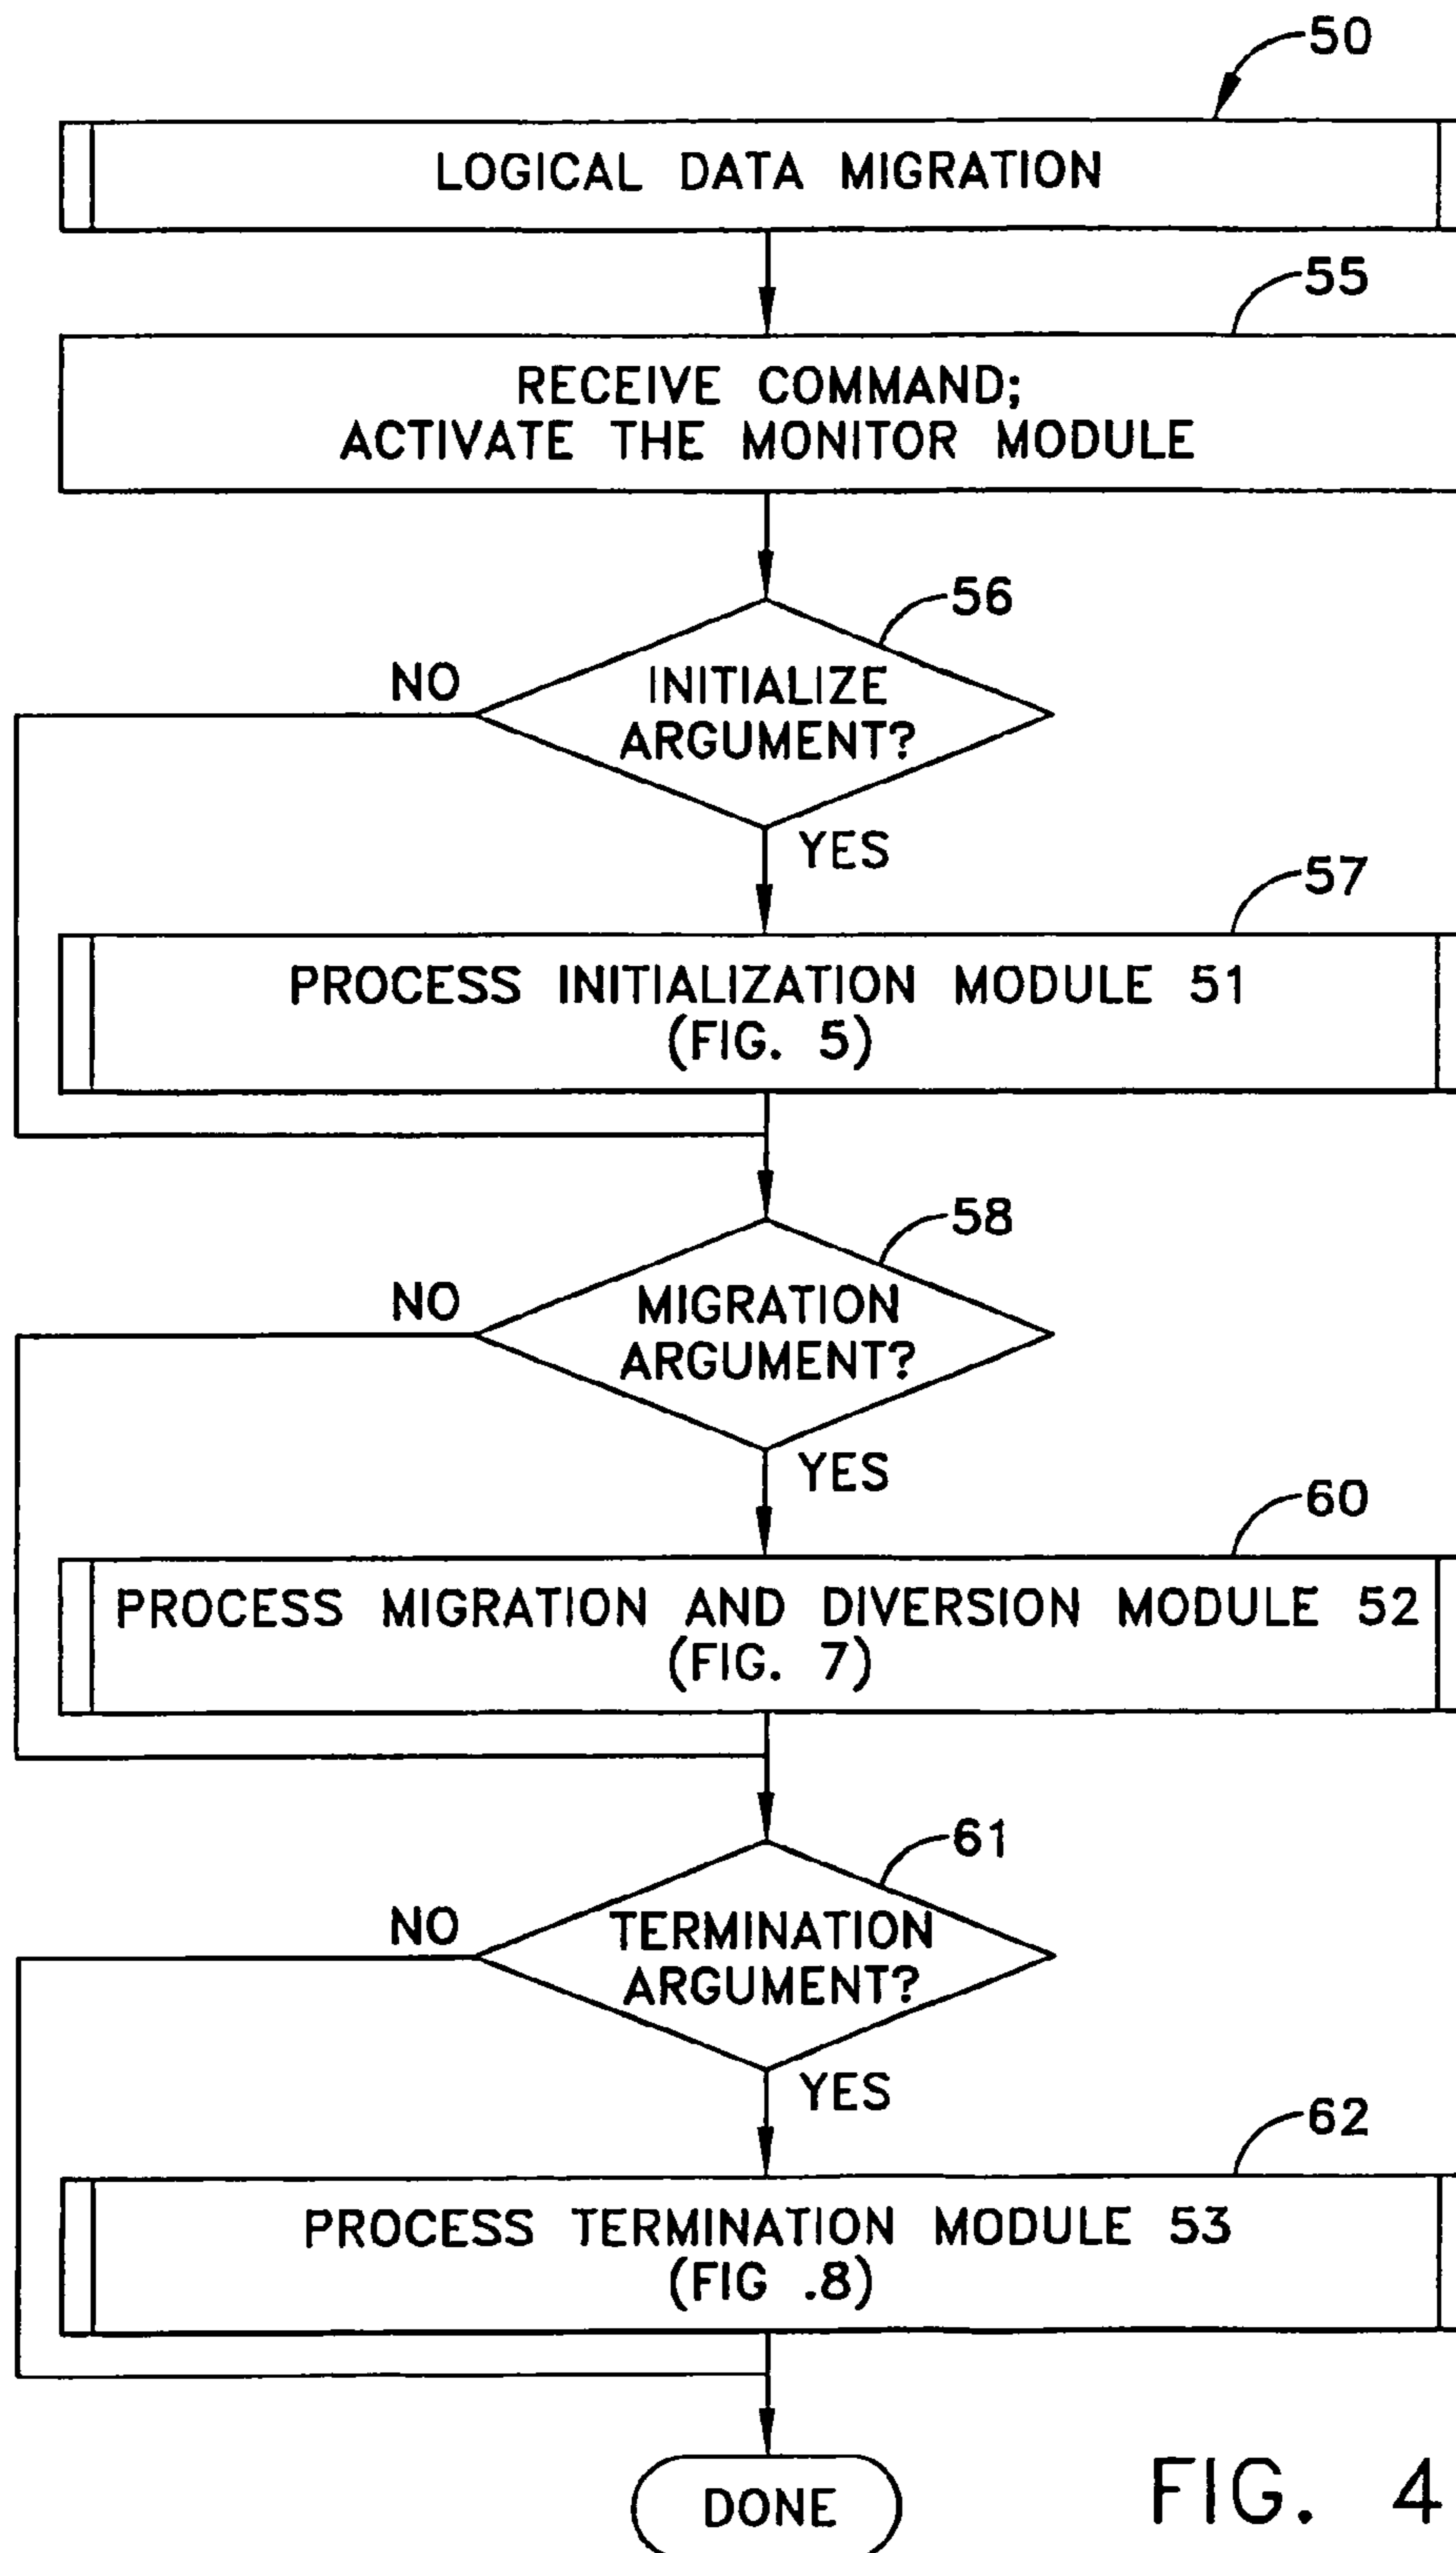 50
LOGICAL DATA MIGRATION
55
RECEIVE COMMAND;
ACTIVATE THE MONITOR MODULE
56
NO
INITIALIZE
ARGUMENT?
YES
57
PROCESS INITIALIZATION MODULE 51
(FIG. 5)
58
NO
MIGRATION
ARGUMENT?
YES
60
PROCESS MIGRATION AND DIVERSION MODULE 52
(FIG. 7)
61
NO
TERMINATION
ARGUMENT?
YES
62
PROCESS TERMINATION MODULE 53
(FIG .8)
DONE
FIG. 4